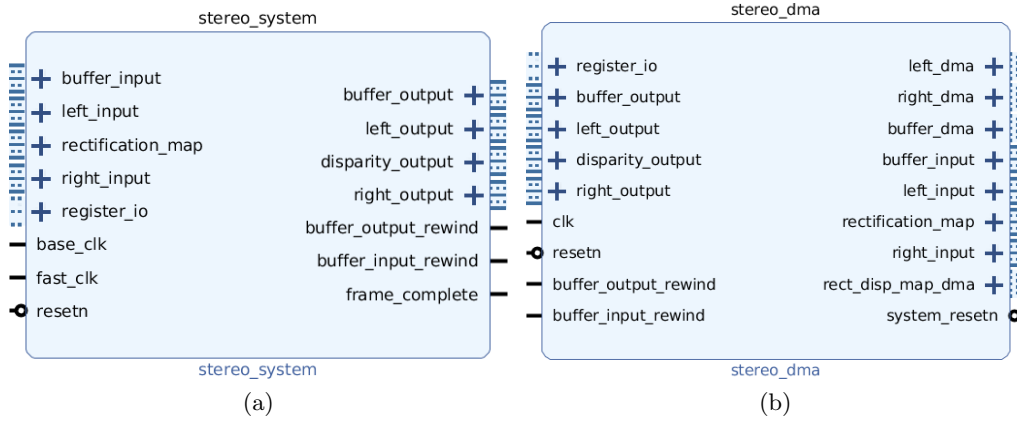 stereo_system
buffer_input
left_input
rectification_map
right_input
register_io
base_clk
fast_clk
resetn
buffer_output
left_output
disparity_output
right_output
buffer_output_rewind
buffer_input_rewind
frame_complete
stereo_system
(a)
stereo_dma
register_io
buffer_output
left_output
disparity_output
right_output
clk
resetn
buffer_output_rewind
buffer_input_rewind
left_dma
right_dma
buffer_dma
buffer_input
left_input
rectification_map
right_input
rect_disp_map_dma
system_resetn
stereo_dma
(b)